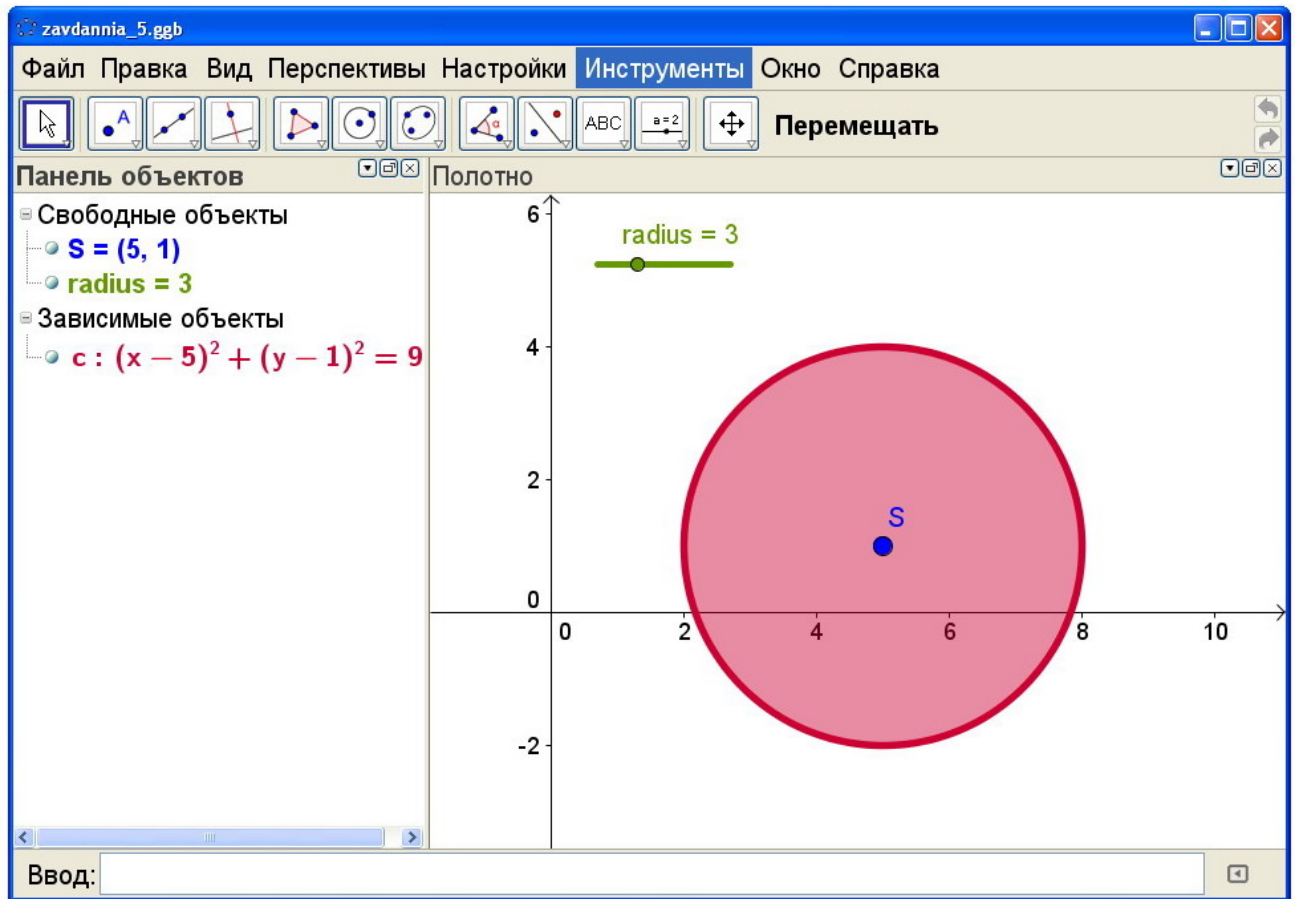 zavdannia_5.ggb
Файл Правка Вид Перспективы Настройки Инструменты Окно Справка
A α ABC a=2 Перемещать
Панель объектов
Свободные объекты
S = (5, 1)
radius = 3
Зависимые объекты
c : (x − 5)² + (y − 1)² = 9
Полотно
radius = 3
6
4
2
0
-2
S
0 2 4 6 8 10
Ввод: